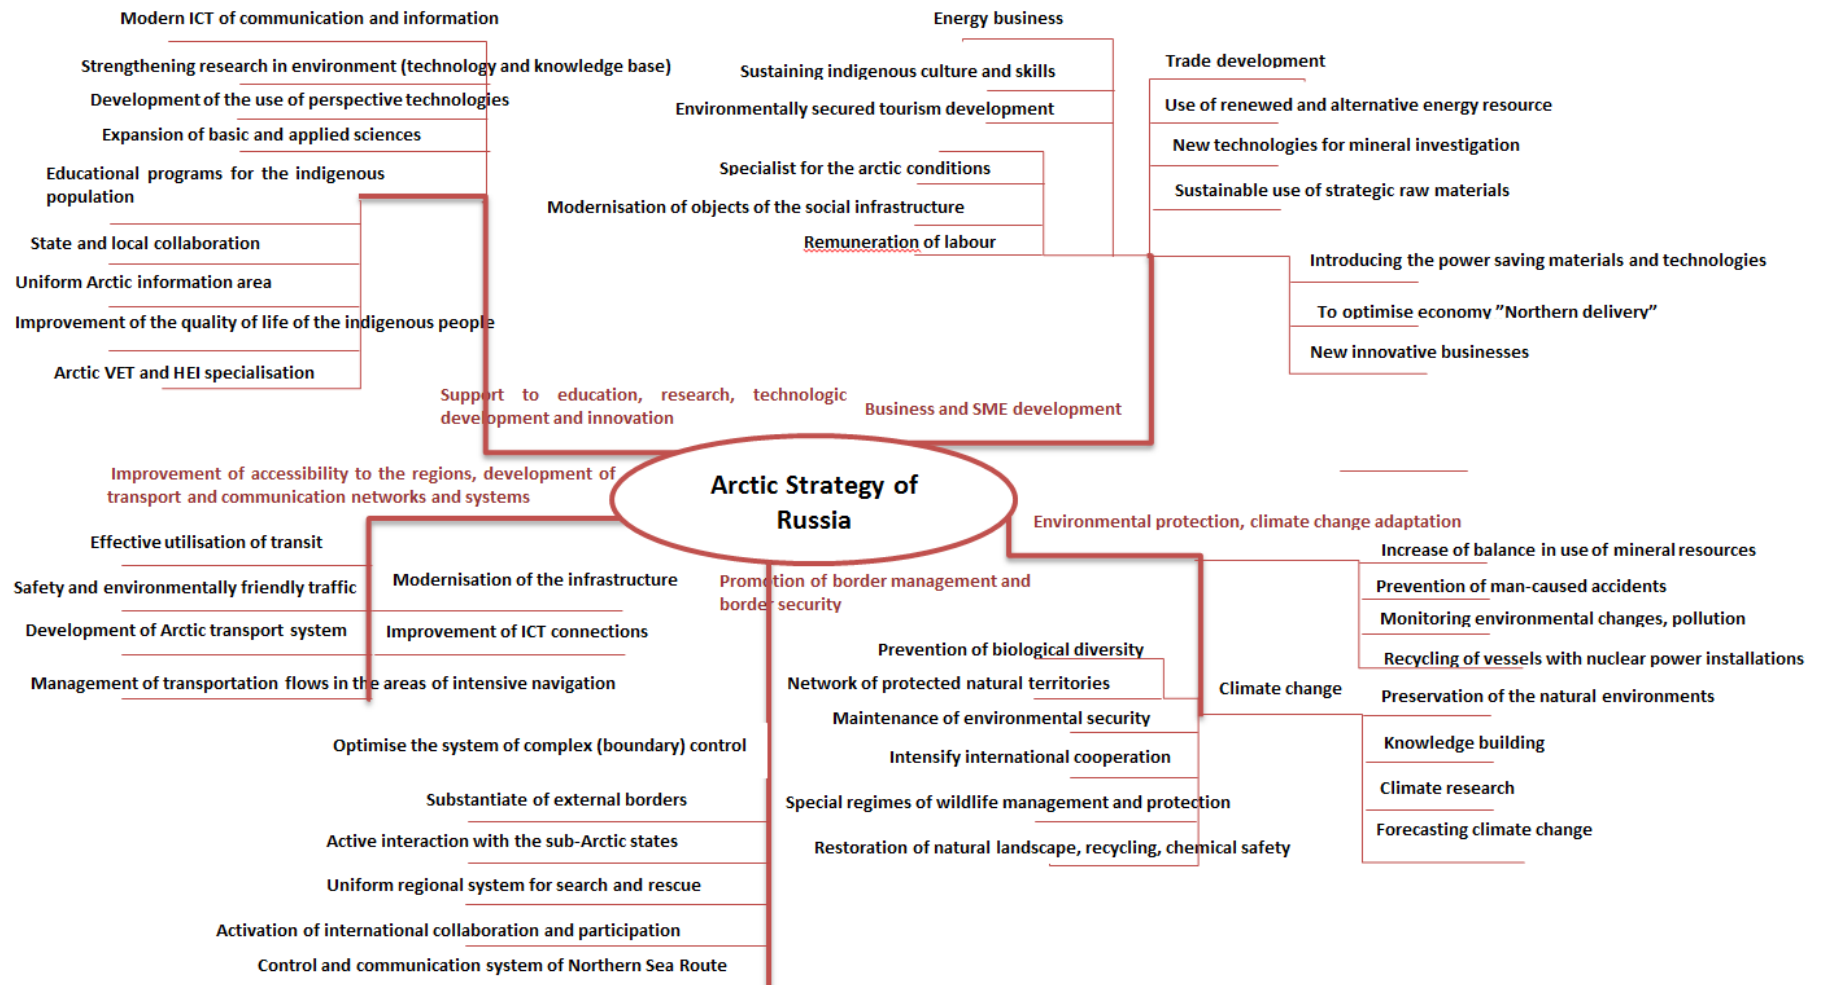 Modern ICT of communication and information
Strengthening research in environment (technology and knowledge base)
Development of the use of perspective technologies
Expansion of basic and applied sciences
Educational programs for the indigenous
population
State and local collaboration
Uniform Arctic information area
Improvement of the quality of life of the indigenous people
Arctic VET and HEI specialisation
Support to education, research, technologic
development and innovation
Energy business
Sustaining indigenous culture and skills
Environmentally secured tourism development
Specialist for the arctic conditions
Modernisation of objects of the social infrastructure
Remuneration of labour
Trade development
Use of renewed and alternative energy resource
New technologies for mineral investigation
Sustainable use of strategic raw materials
Introducing the power saving materials and technologies
To optimise economy ”Northern delivery”
New innovative businesses
Business and SME development
Arctic Strategy of
Russia
Improvement of accessibility to the regions, development of
transport and communication networks and systems
Effective utilisation of transit
Safety and environmentally friendly traffic
Development of Arctic transport system
Management of transportation flows in the areas of intensive navigation
Modernisation of the infrastructure
Improvement of ICT connections
Promotion of border management and
border security
Optimise the system of complex (boundary) control
Substantiate of external borders
Active interaction with the sub-Arctic states
Uniform regional system for search and rescue
Activation of international collaboration and participation
Control and communication system of Northern Sea Route
Environmental protection, climate change adaptation
Increase of balance in use of mineral resources
Prevention of man-caused accidents
Monitoring environmental changes, pollution
Recycling of vessels with nuclear power installations
Prevention of biological diversity
Network of protected natural territories
Maintenance of environmental security
Intensify international cooperation
Special regimes of wildlife management and protection
Restoration of natural landscape, recycling, chemical safety
Climate change
Preservation of the natural environments
Knowledge building
Climate research
Forecasting climate change